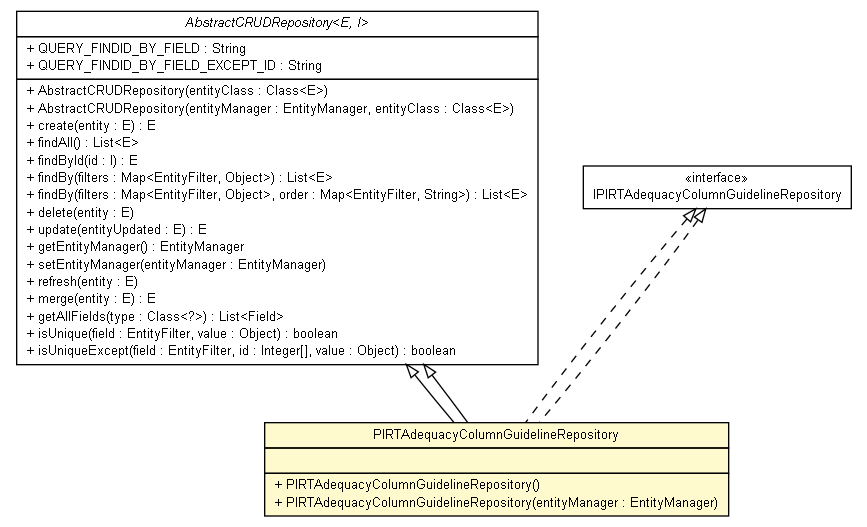 AbstractCRUDRepository<E, I>
+ QUERY_FINDID_BY_FIELD : String
+ QUERY_FINDID_BY_FIELD_EXCEPT_ID : String
+ AbstractCRUDRepository(entityClass : Class<E>)
+ AbstractCRUDRepository(entityManager : EntityManager, entityClass : Class<E>)
+ create(entity : E) : E
+ findAll() : List<E>
+ findById(id : I) : E
+ findBy(filters : Map<EntityFilter, Object>) : List<E>
+ findBy(filters : Map<EntityFilter, Object>, order : Map<EntityFilter, String>) : List<E>
+ delete(entity : E)
+ update(entityUpdated : E) : E
+ getEntityManager() : EntityManager
+ setEntityManager(entityManager : EntityManager)
+ refresh(entity : E)
+ merge(entity : E) : E
+ getAllFields(type : Class<?>) : List<Field>
+ isUnique(field : EntityFilter, value : Object) : boolean
+ isUniqueExcept(field : EntityFilter, id : Integer[], value : Object) : boolean
«interface»
IPIRTAdequacyColumnGuidelineRepository
PIRTAdequacyColumnGuidelineRepository
+ PIRTAdequacyColumnGuidelineRepository()
+ PIRTAdequacyColumnGuidelineRepository(entityManager : EntityManager)